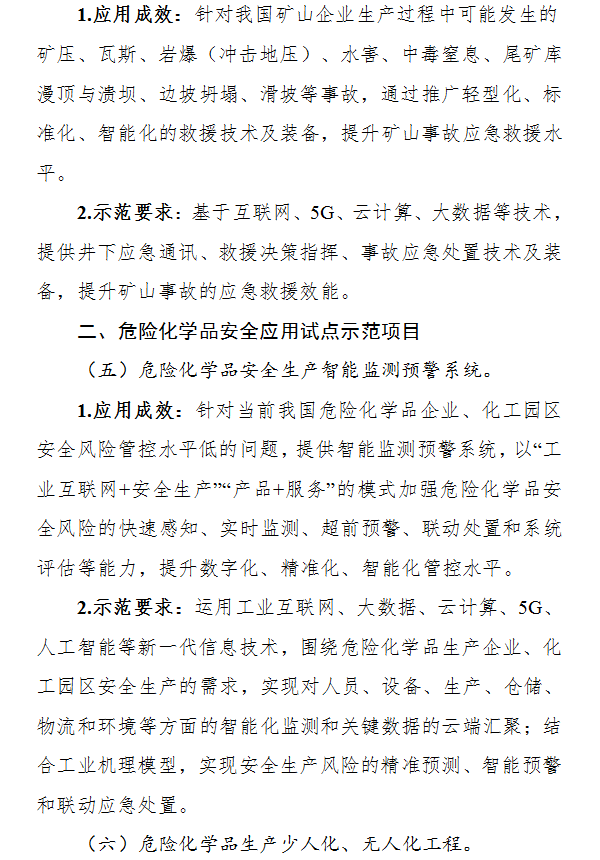 1.应用成效：针对我国矿山企业生产过程中可能发生的
矿压、瓦斯、岩爆（冲击地压）、水害、中毒窒息、尾矿库
漫顶与溃坝、边坡坍塌、滑坡等事故，通过推广轻型化、标
准化、智能化的救援技术及装备，提升矿山事故应急救援水
平。
2.示范要求：基于互联网、5G、云计算、大数据等技术，
提供井下应急通讯、救援决策指挥、事故应急处置技术及装
备，提升矿山事故的应急救援效能。
二、危险化学品安全应用试点示范项目
（五）危险化学品安全生产智能监测预警系统。
1.应用成效：针对当前我国危险化学品企业、化工园区
安全风险管控水平低的问题，提供智能监测预警系统，以“工
业互联网+安全生产”“产品+服务”的模式加强危险化学品安
全风险的快速感知、实时监测、超前预警、联动处置和系统
评估等能力，提升数字化、精准化、智能化管控水平。
2.示范要求：运用工业互联网、大数据、云计算、5G、
人工智能等新一代信息技术，围绕危险化学品生产企业、化
工园区安全生产的需求，实现对人员、设备、生产、仓储、
物流和环境等方面的智能化监测和关键数据的云端汇聚；结
合工业机理模型，实现安全生产风险的精准预测、智能预警
和联动应急处置。
（六）危险化学品生产少人化、无人化工程。